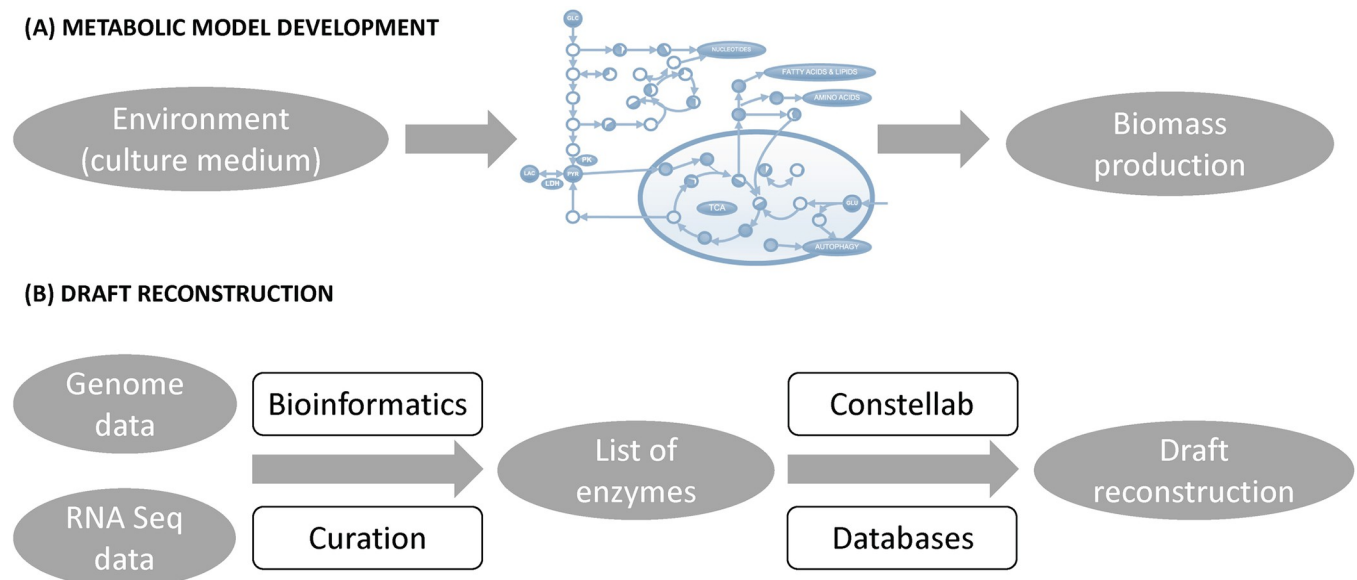 (A) METABOLIC MODEL DEVELOPMENT
GLC
NUCLEOTIDES
FATTY ACIDS & LIPIDS
AMINO ACIDS
Environment
(culture medium)
Biomass
production
PK
LAC
PYR
LDH
TCA
GLU
AUTOPHAGY
(B) DRAFT RECONSTRUCTION
Genome
data
Bioinformatics
Constellab
List of
enzymes
Draft
reconstruction
RNA Seq
data
Curation
Databases